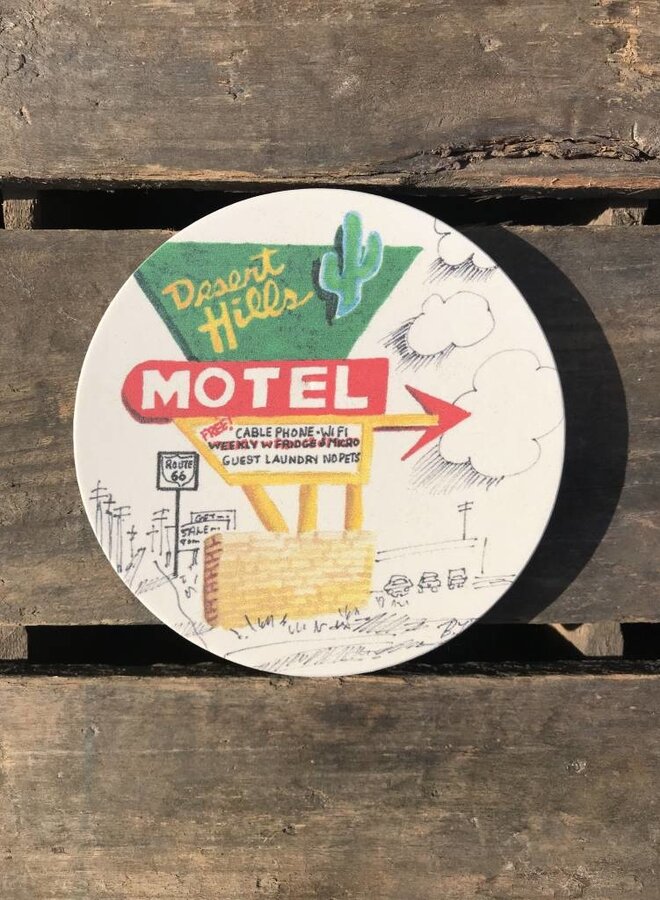 Desert
Hills
MOTEL
FREE!
CABLE PHONE-WIFI
WEEKLY W FRIDGE & MICRO
GUEST LAUNDRY NO PETS
ROUTE
66